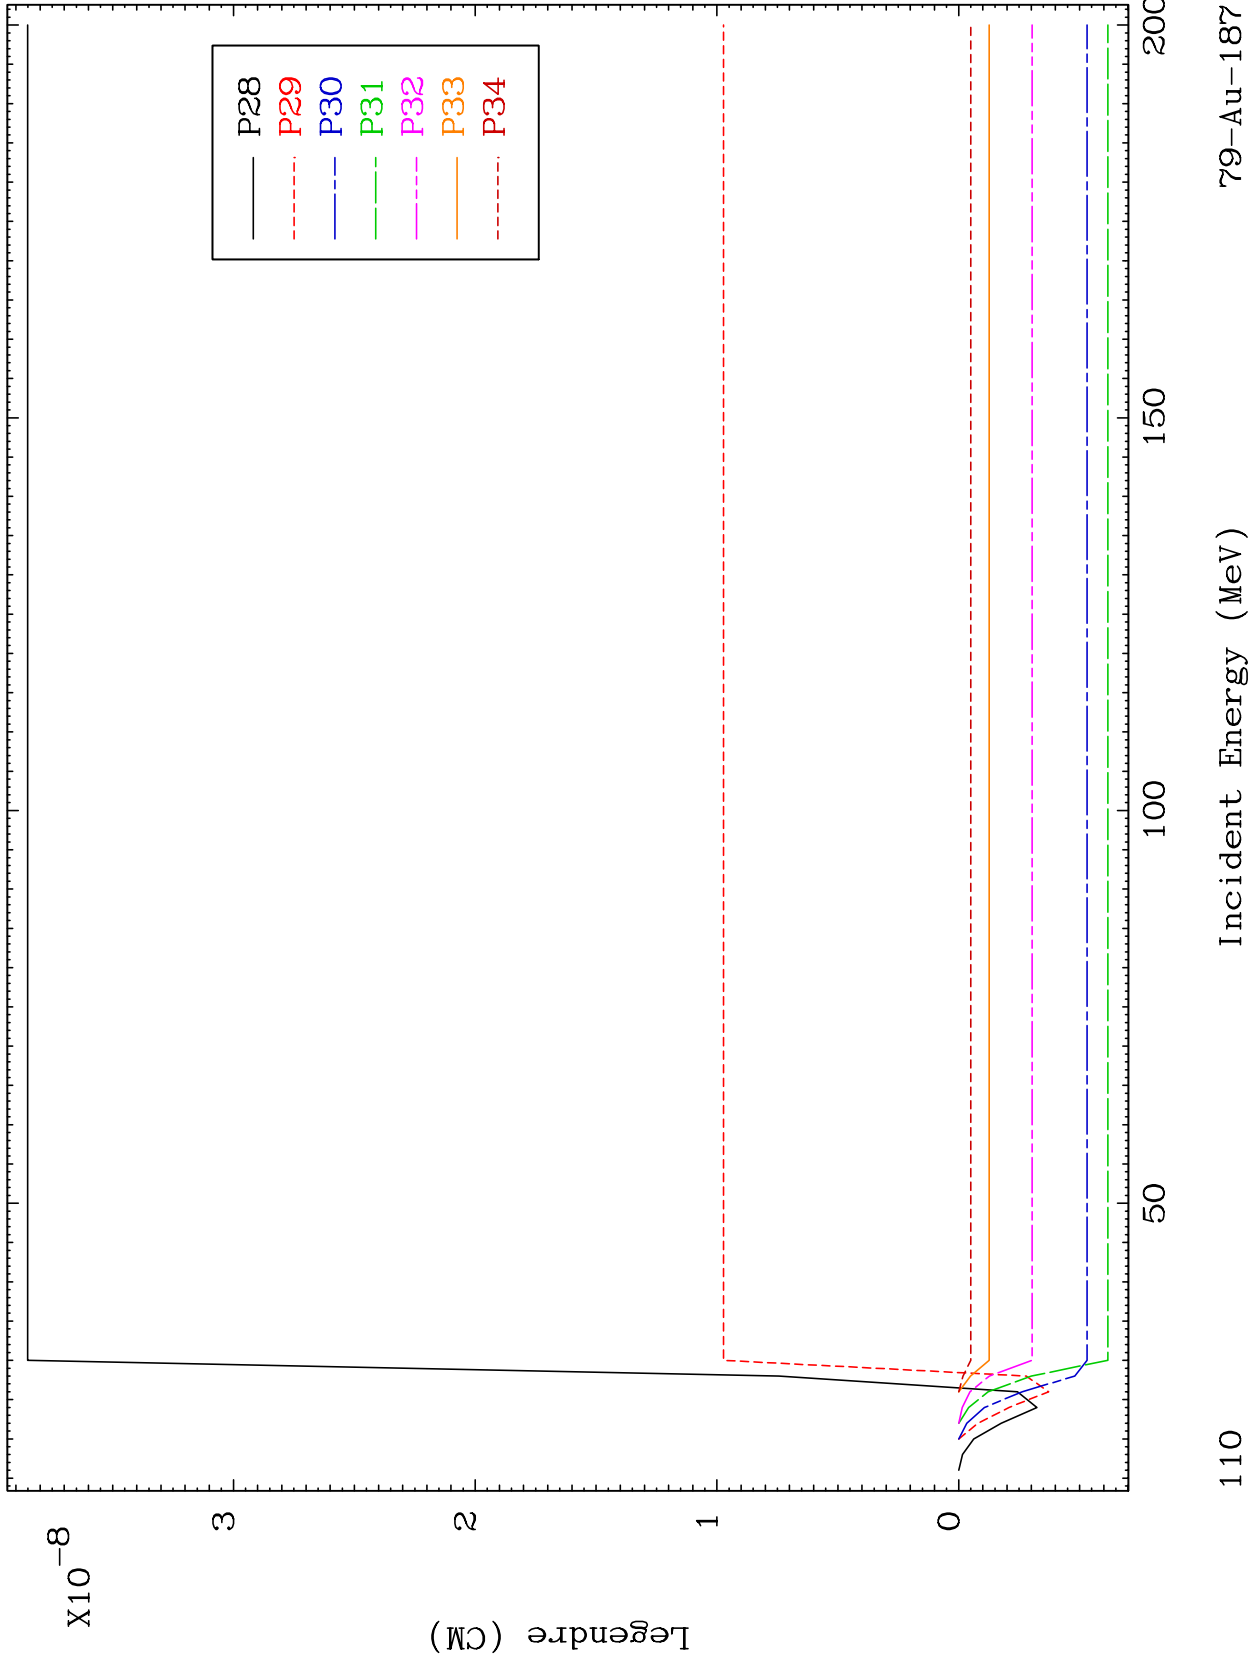 X10⁻⁸
Legendre (CM)
3
2
1
0
P28
P29
P30
P31
P32
P33
P34
50
100
150
200
Incident Energy (MeV)
110
79-Au-187